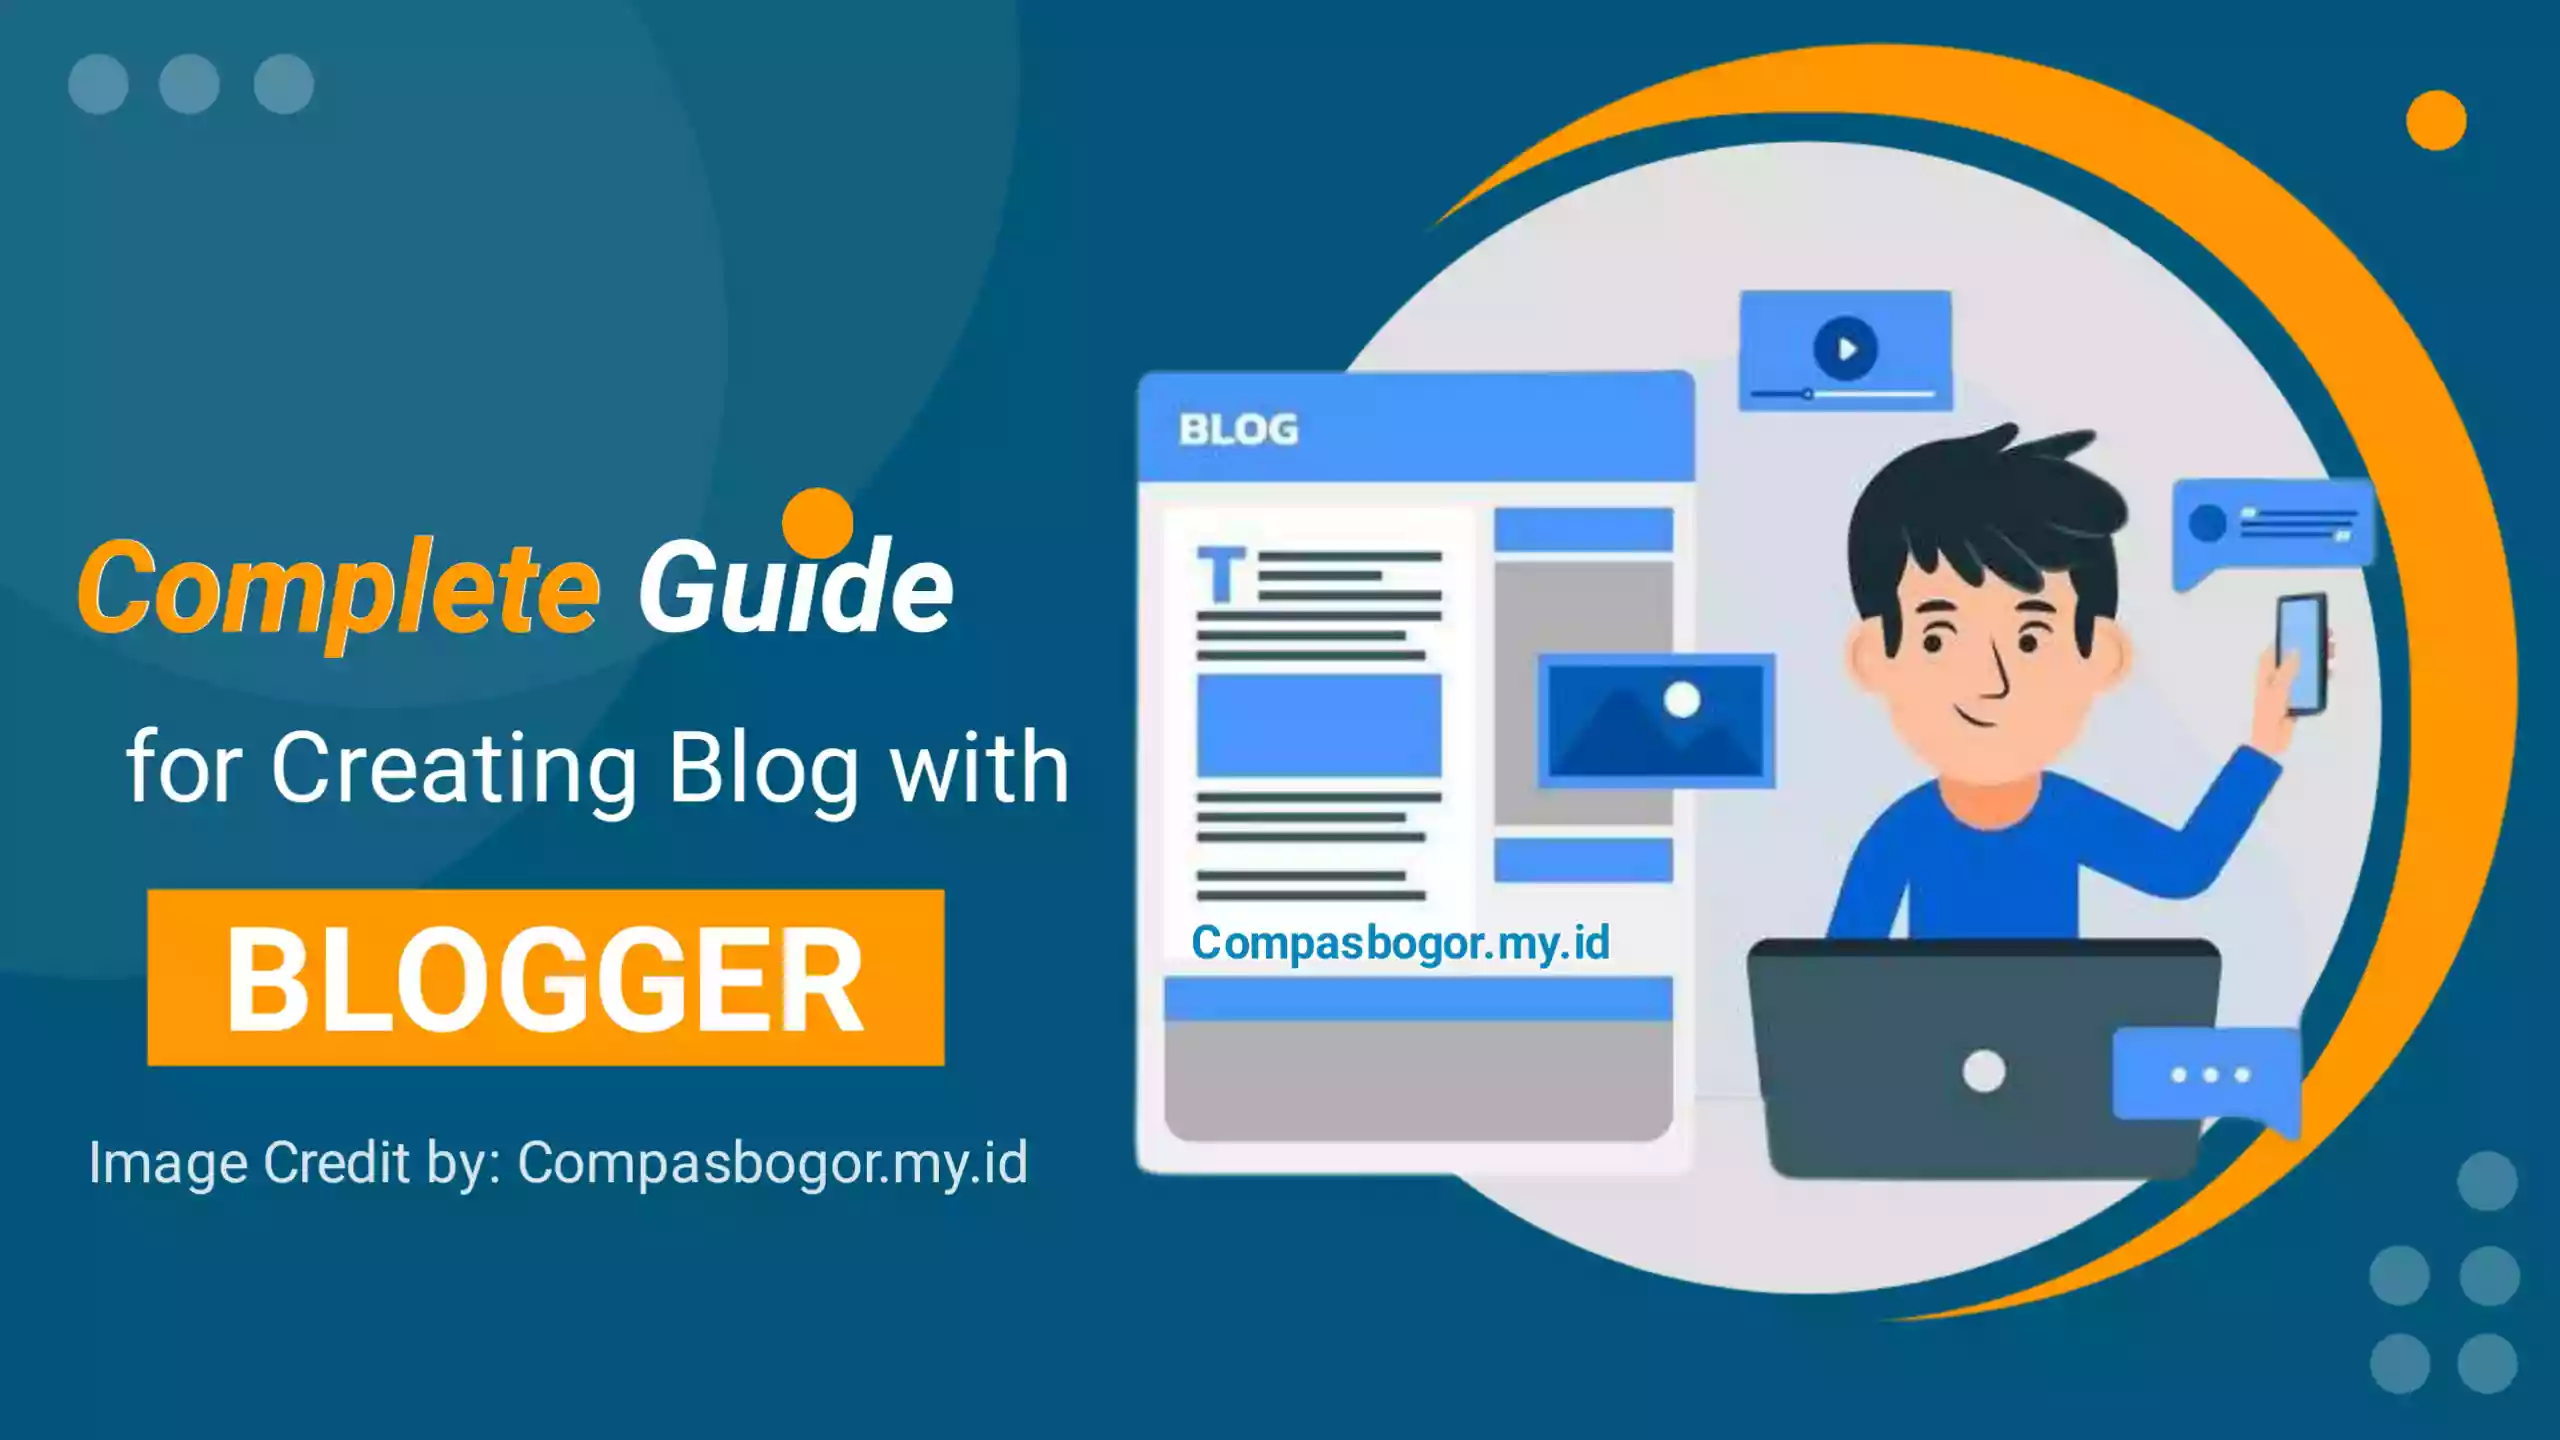 Complete Guide
for Creating Blog with
BLOGGER
Image Credit by: Compasbogor.my.id
BLOG
T
Compasbogor.my.id